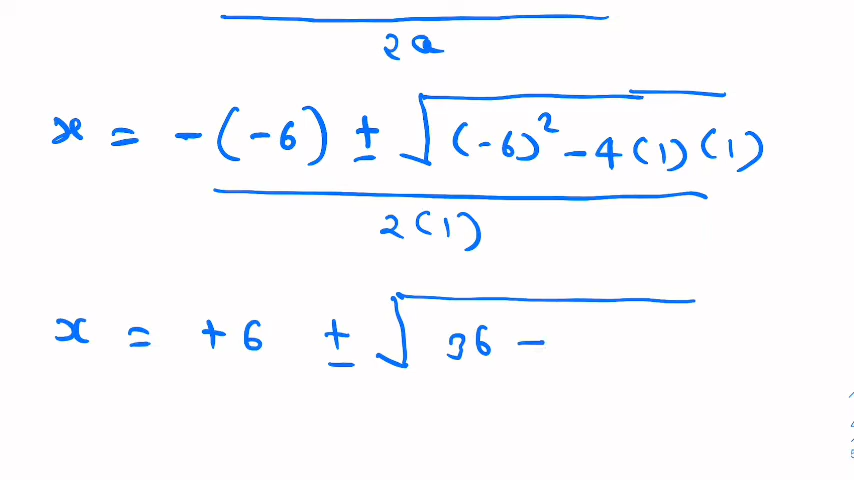 2a
x = -(-6) ± √(-6)² - 4(1)(1)
2(1)
x = +6 ± √36 -